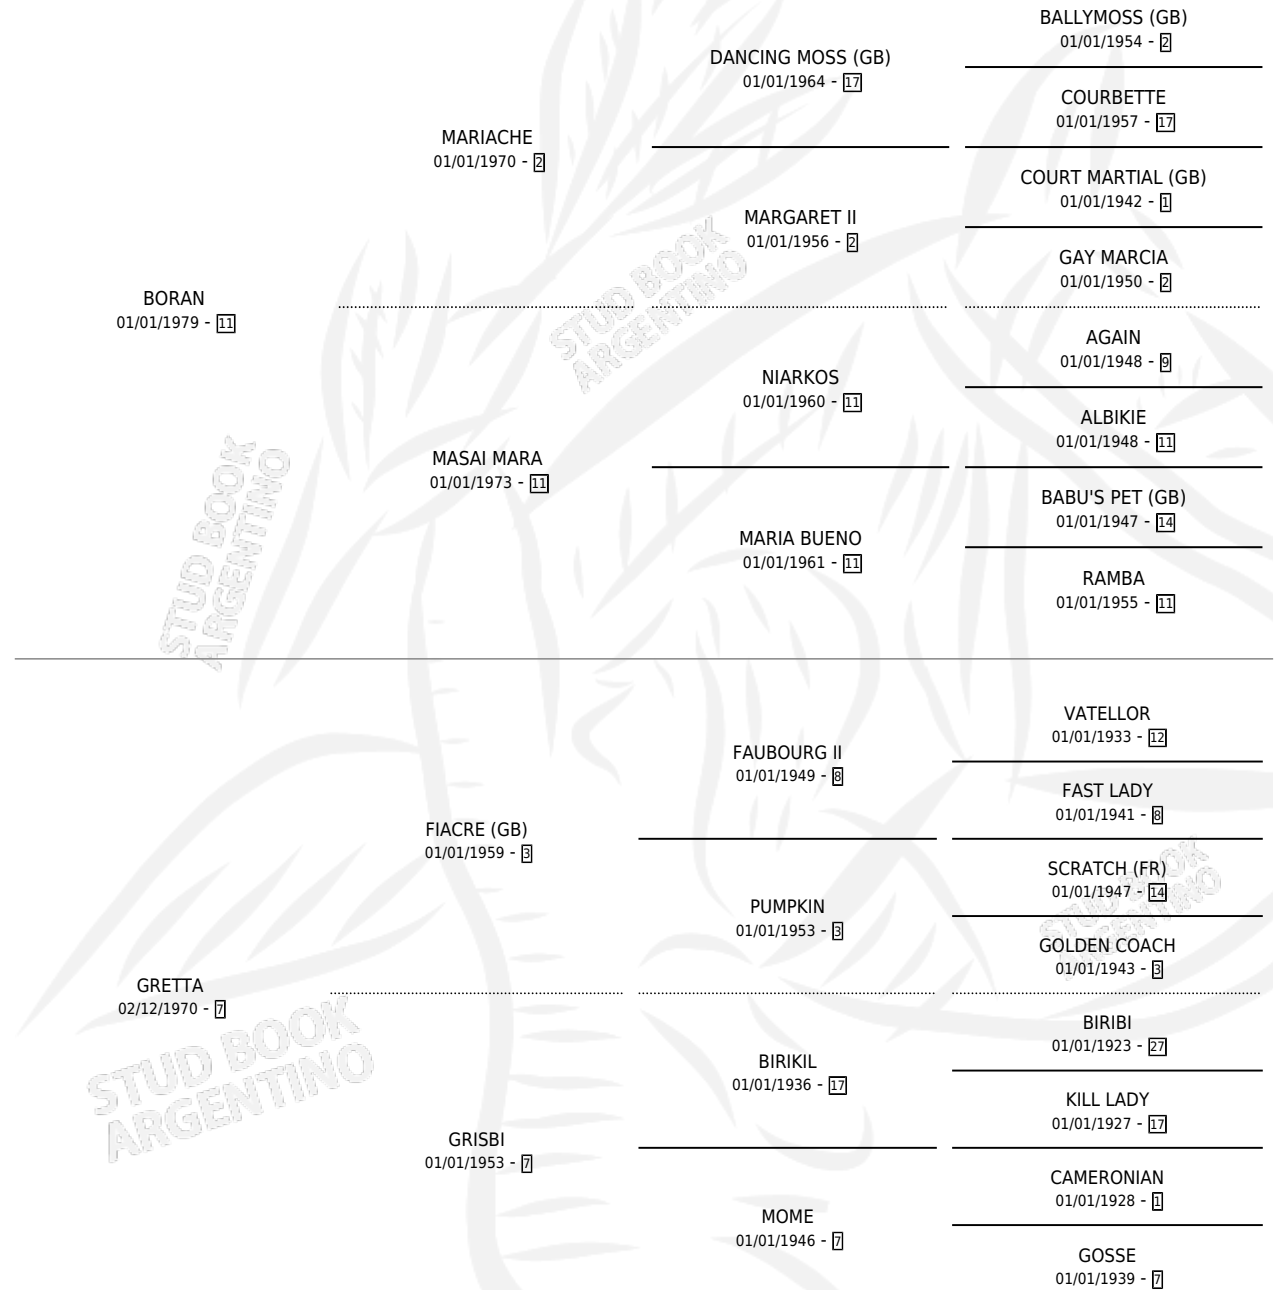 BALLYMOSS (GB)
01/01/1954 - 2
DANCING MOSS (GB)
01/01/1964 - 17
COURBETTE
01/01/1957 - 17
MARIACHE
01/01/1970 - 2
COURT MARTIAL (GB)
01/01/1942 - 1
MARGARET II
01/01/1956 - 2
GAY MARCIA
01/01/1950 - 2
BORAN
01/01/1979 - 11
AGAIN
01/01/1948 - 9
NIARKOS
01/01/1960 - 11
ALBIKIE
01/01/1948 - 11
MASAI MARA
01/01/1973 - 11
BABU'S PET (GB)
01/01/1947 - 14
MARIA BUENO
01/01/1961 - 11
RAMBA
01/01/1955 - 11
VATELLOR
01/01/1933 - 12
FAUBOURG II
01/01/1949 - 8
FAST LADY
01/01/1941 - 8
FIACRE (GB)
01/01/1959 - 3
SCRATCH (FR)
01/01/1947 - 14
PUMPKIN
01/01/1953 - 3
GOLDEN COACH
01/01/1943 - 3
GRETTA
02/12/1970 - 7
BIRIBI
01/01/1923 - 27
BIRIKIL
01/01/1936 - 17
KILL LADY
01/01/1927 - 17
GRISBI
01/01/1953 - 7
CAMERONIAN
01/01/1928 - 1
MOME
01/01/1946 - 7
GOSSE
01/01/1939 - 7
STUD BOOK
ARGENTINO
STUD BOOK
ARGENTINO
STUD BOOK
ARGENTINO
STUD BOOK
ARGENTINO